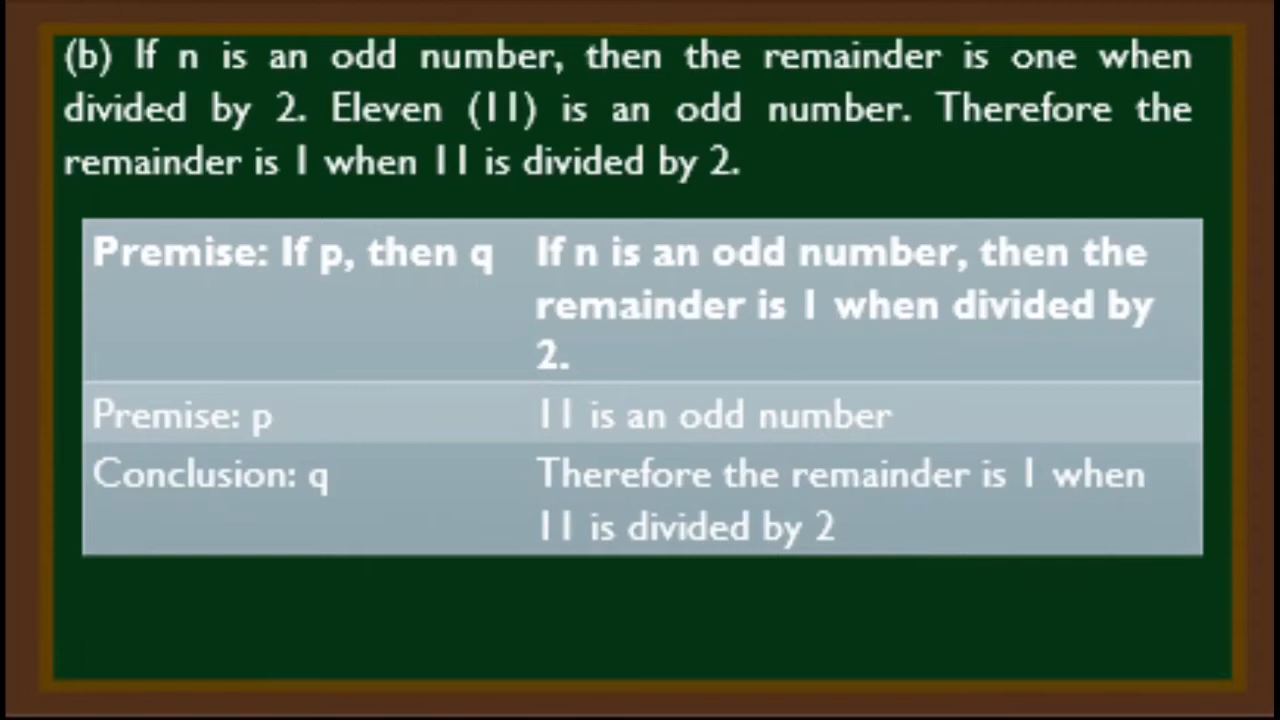 (b) If n is an odd number, then the remainder is one when
divided by 2. Eleven (11) is an odd number. Therefore the
remainder is 1 when 11 is divided by 2.
Premise: If p, then q
If n is an odd number, then the
remainder is 1 when divided by
2.
Premise: p
11 is an odd number
Conclusion: q
Therefore the remainder is 1 when
11 is divided by 2